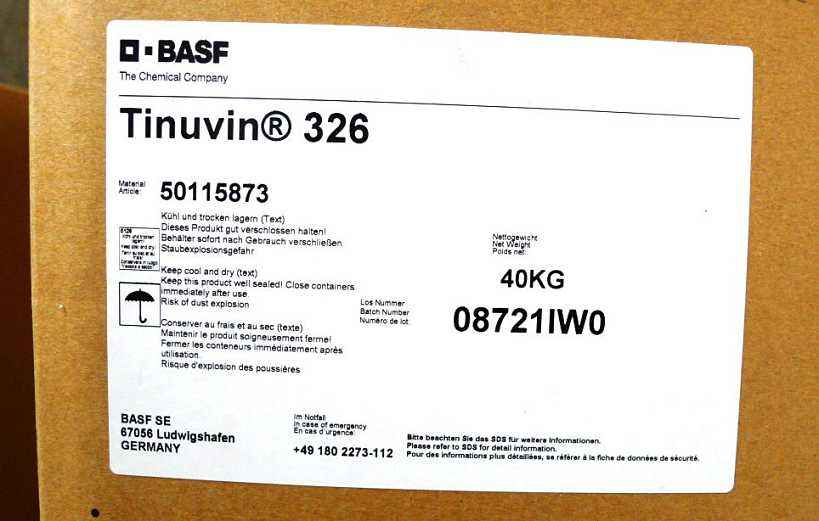 BASF
The Chemical Company
Tinuvin® 326
Material
Article:
50115873
Kühl und trocken lagern (Text)
Dieses Produkt gut verschlossen halten!
Behälter sofort nach Gebrauch verschließen.
Staubexplosionsgefahr
Keep cool and dry (text)
Keep this product well sealed! Close containers
immediately after use.
Risk of dust explosion
Conserver au frais et au sec (texte)
Maintenir le produit soigneusement fermé!
Fermer les conteneurs immédiatement après
utilisation.
Risque d'explosion des poussières
Nettogewicht
Net Weight
Poids net:
40KG
Los Nummer
Batch Number
Numéro de lot:
08721IW0
BASF SE
67056 Ludwigshafen
GERMANY
Im Notfall
In case of emergency
En cas d'urgence:
+49 180 2273-112
Bitte beachten Sie das SDS für weitere Informationen.
Please refer to SDS for detail information.
Pour des informations plus détaillées, se référer à la fiche de données de sécurité.